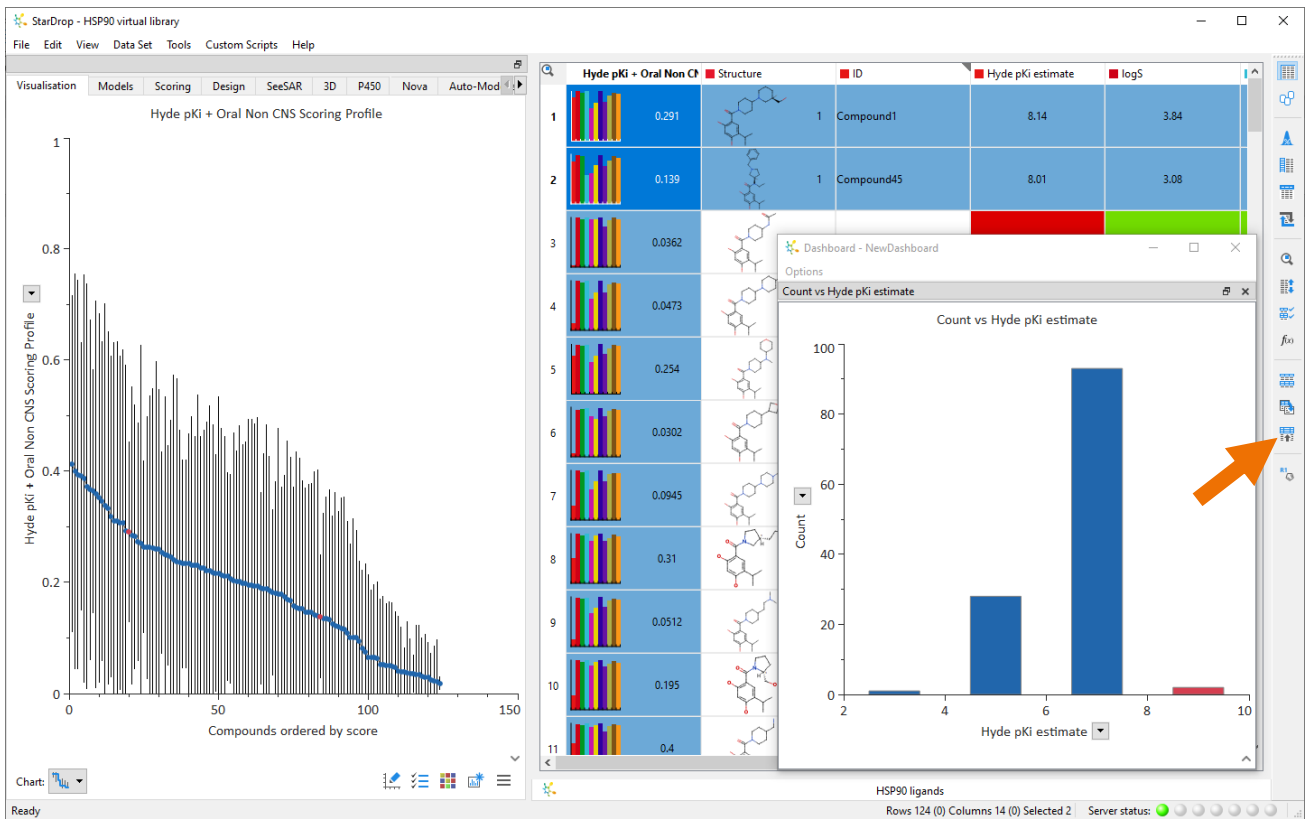 StarDrop - HSP90 virtual library
File Edit View Data Set Tools Custom Scripts Help
Visualisation Models Scoring Design SeeSAR 3D P450 Nova Auto-Mod
Hyde pKi + Oral Non CNS Scoring Profile
1
0.8
0.6
0.4
0.2
0
Hyde pKi + Oral Non CNS Scoring Profile
0 50 100 150
Compounds ordered by score
Chart:
Hyde pKi + Oral Non CN Structure ID Hyde pKi estimate logS
1 0.291 1 Compound1 8.14 3.84
2 0.139 1 Compound45 8.01 3.08
3 0.0362
4 0.0473
5 0.254
6 0.0302
7 0.0945
8 0.31
9 0.0512
10 0.195
11 0.4
Dashboard - NewDashboard
Options
Count vs Hyde pKi estimate
Count vs Hyde pKi estimate
100
80
60
40
20
0
Count
2 4 6 8 10
Hyde pKi estimate
f(x)
HSP90 ligands
Ready
Rows 124 (0) Columns 14 (0) Selected 2 Server status: